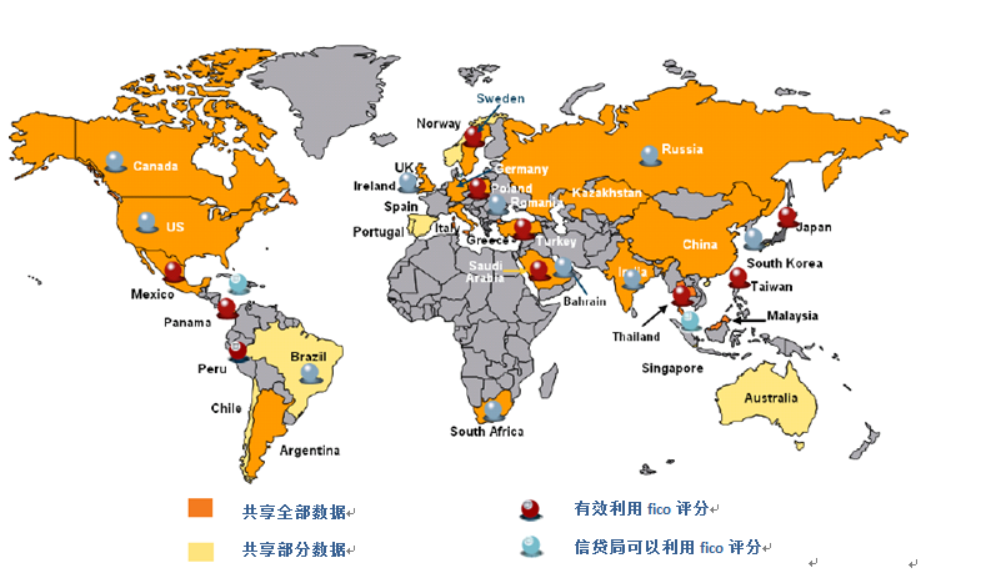 Sweden
Norway
Canada
Russia
UK
Germany
Ireland
Poland
Kazakhstan
Romania
Spain
US
Portugal
Italy
Japan
Greece
Turkey
China
Saudi
Arabia
India
South Korea
Mexico
Bahrain
Taiwan
Panama
Malaysia
Thailand
Brazil
Peru
Singapore
Australia
Chile
South Africa
Argentina
共享全部数据↵
有效利用 fico 评分↵
共享部分数据↵
信贷局可以利用 fico 评分↵